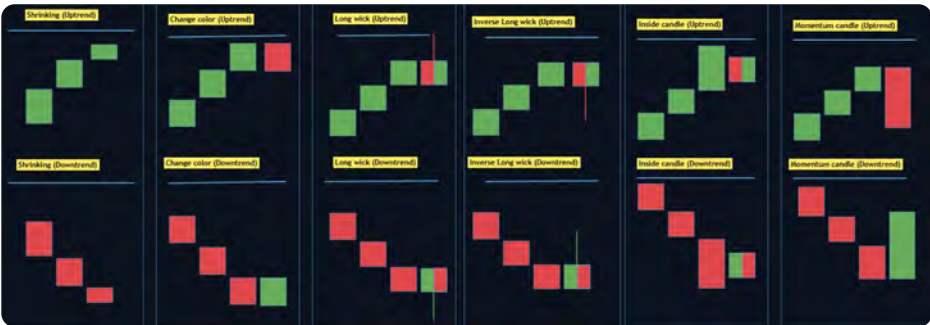 Shrinking (Uptrend)
Change color (Uptrend)
Long wick (Uptrend)
Inverse Long wick (Uptrend)
Inside candle (Uptrend)
Momentum candle (Uptrend)
Shrinking (Downtrend)
Change color (Downtrend)
Long wick (Downtrend)
Inverse Long wick (Downtrend)
Inside candle (Downtrend)
Momentum candle (Downtrend)